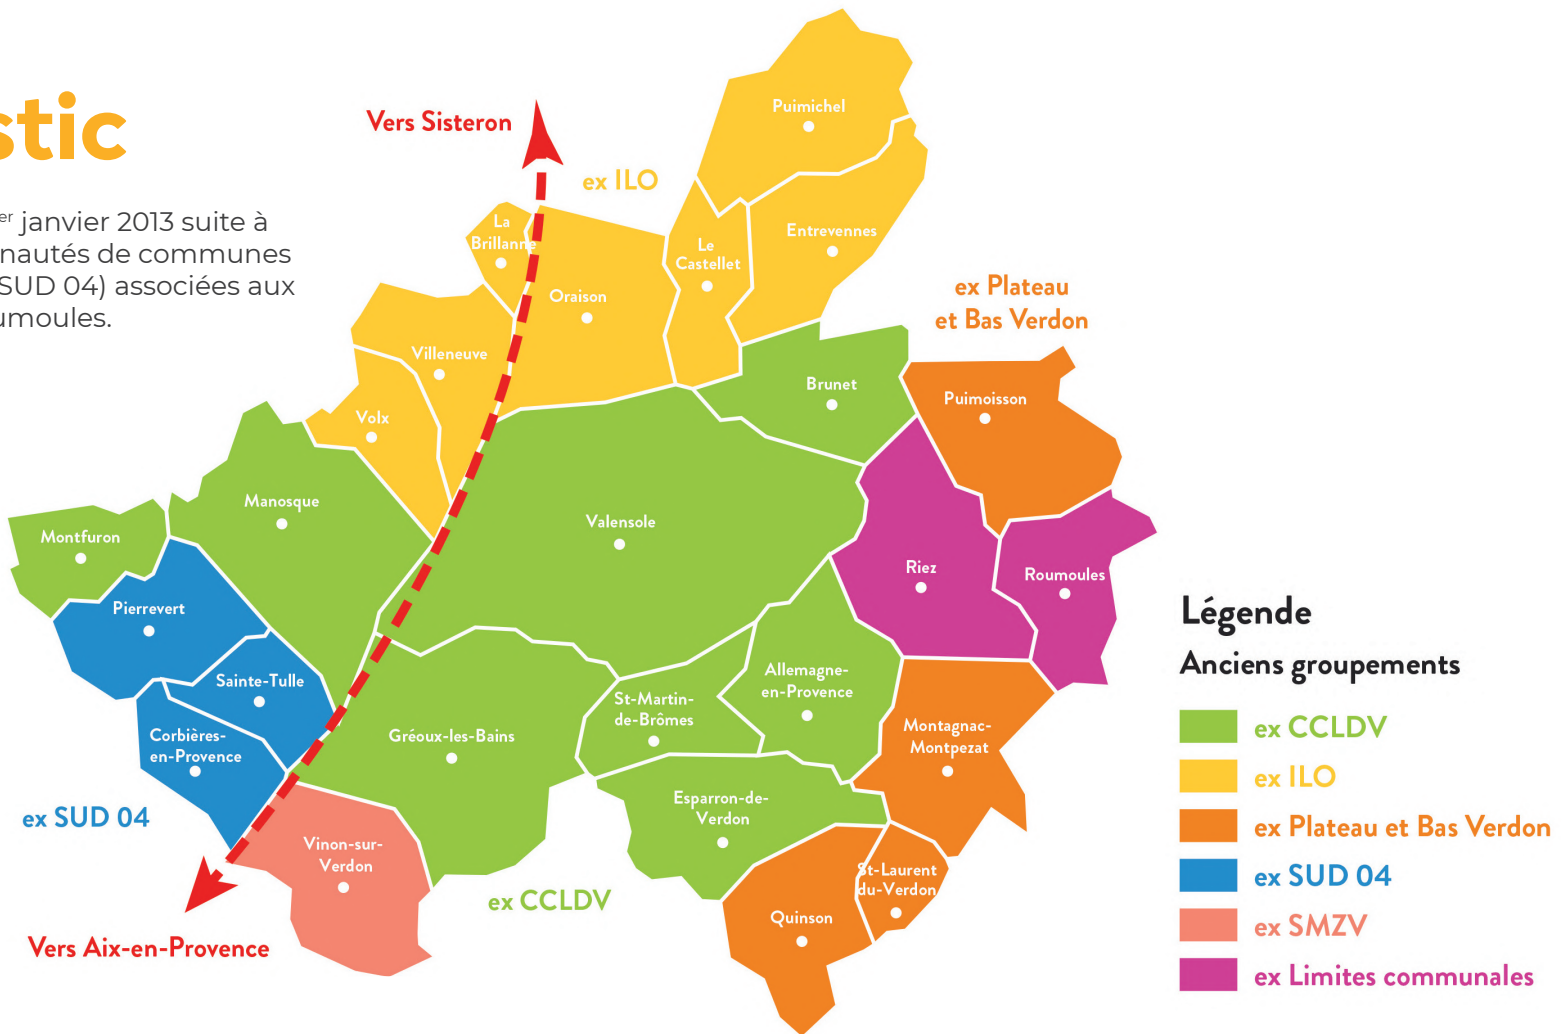 stic
er janvier 2013 suite à
nautés de communes
SUD 04) associées aux
umoules.
Vers Sisteron
ex ILO
Puimichel
La
Brillanne
Entrevennes
Le
Castellet
Oraison
ex Plateau
et Bas Verdon
Villeneuve
Brunet
Puimoisson
Volx
Manosque
Valensole
Montfuron
Riez
Roumoules
Pierrevert
Sainte-Tulle
Allemagne-
en-Provence
St-Martin-
de-Brômes
Corbières-
en-Provence
Gréoux-les-Bains
Montagnac-
Montpezat
Esparron-de-
Verdon
ex SUD 04
Vinon-sur-
Verdon
St-Laurent
du-Verdon
ex CCLDV
Quinson
Vers Aix-en-Provence
Légende
Anciens groupements
ex CCLDV
ex ILO
ex Plateau et Bas Verdon
ex SUD 04
ex SMZV
ex Limites communales